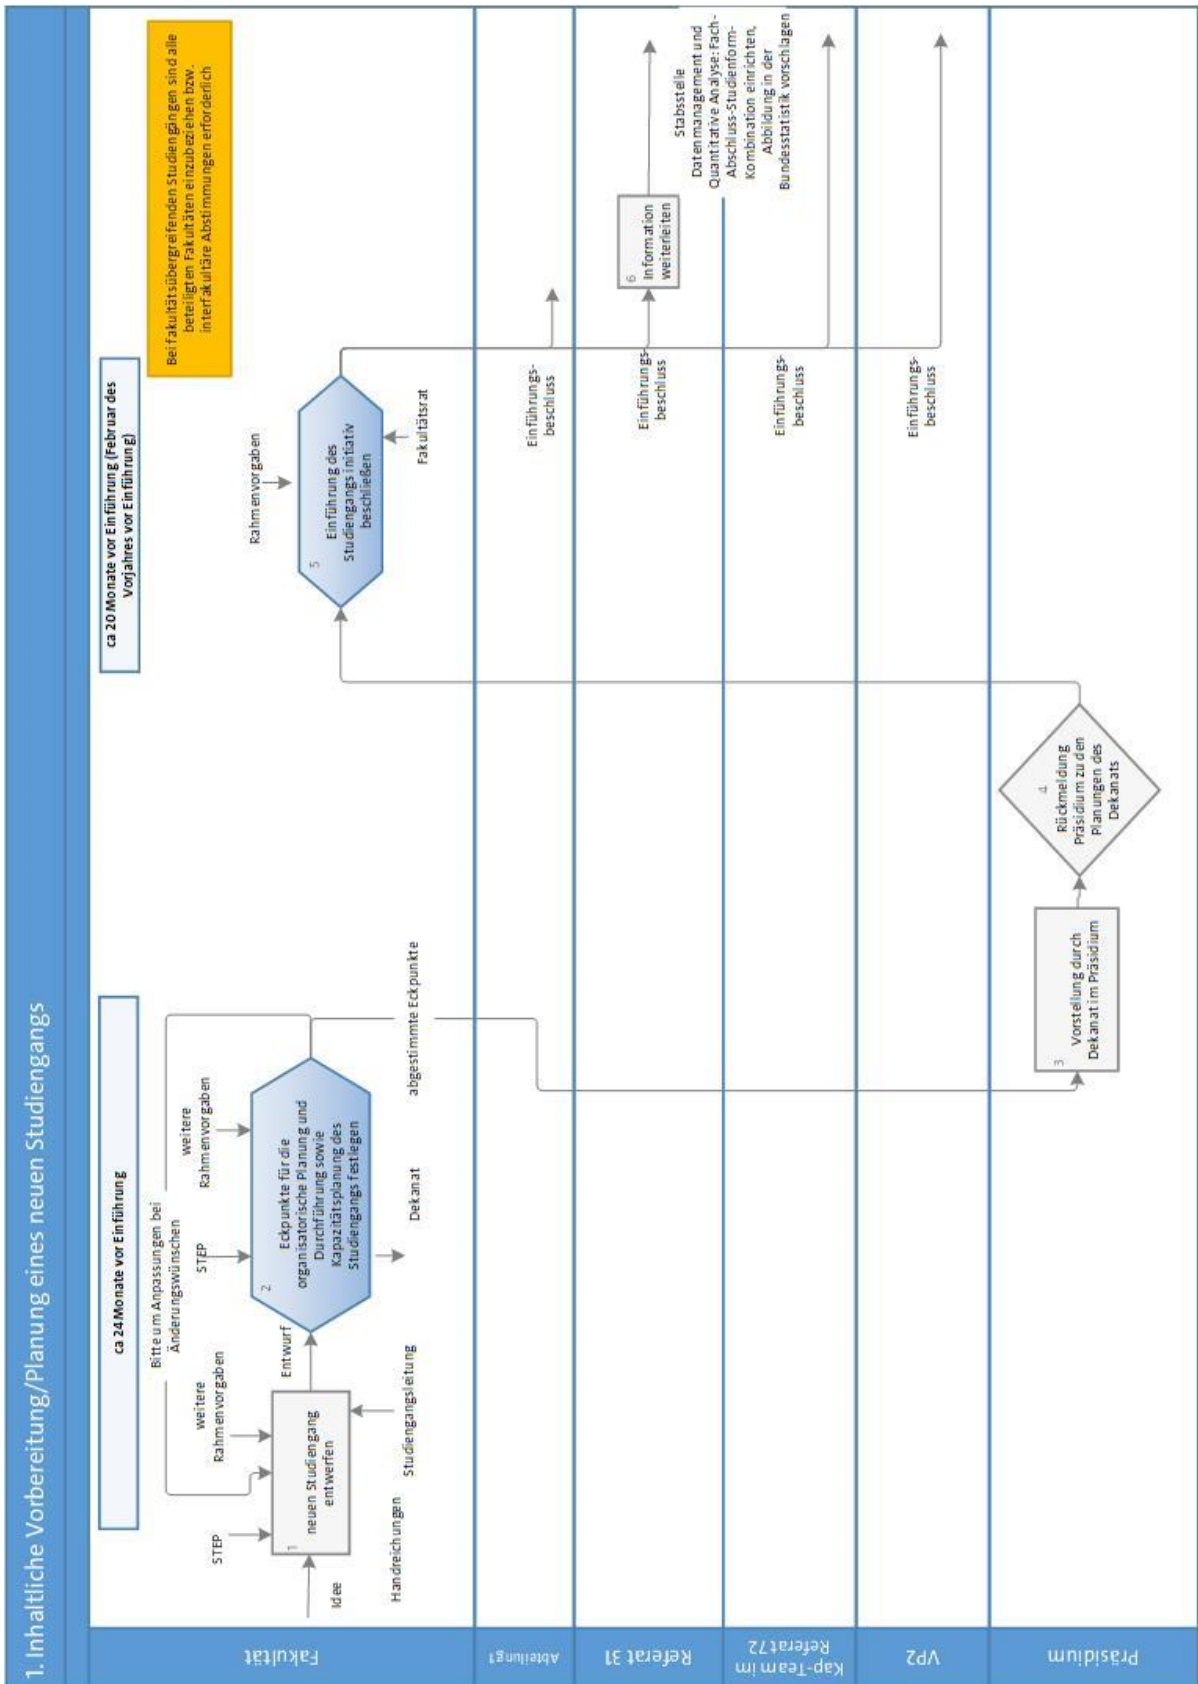 1. Inhaltliche Vorbereitung/Planung eines neuen Studiengangs
ca 24 Monate vor Einführung
ca 20 Monate vor Einführung (Februar des
Vorjahres vor Einführung)
Bei fakultätsübergreifenden Studiengängen sind alle
beteiligten Fakultäten einzubeziehen bzw.
interfakultäre Abstimmungen erforderlich
Fakultät
Bitte um Anpassungen bei
Änderungswünschen
STEP
weitere
Rahmenvorgaben
STEP
weitere
Rahmenvorgaben
Idee
1
neuen Studiengang
entwerfen
Handreichungen
Studiengangsleitung
Entwurf
2
Eckpunkte für die
organisatorische Planung und
Durchführung sowie
Kapazitätsplanung des
Studiengangs festlegen
Dekanat
abgestimmte Eckpunkte
Rahmenvorgaben
5
Einführung des
Studiengangs initiativ
beschließen
Fakultätsrat
Abteilung1
Einführungs-
beschluss
Referat 31
Einführungs-
beschluss
6
Information
weiterleiten
Stabsstelle
Datenmanagement und
Quantitative Analyse: Fach-
Abschluss-Studienform-
Kombination einrichten,
Abbildung in der
Bundesstatistik vorschlagen
Kap-Team im
Referat 72
Einführungs-
beschluss
VP2
Einführungs-
beschluss
Präsidium
3
Vorstellung durch
Dekanat im Präsidium
4
Rückmeldung
Präsidium zu den
Planungen des
Dekanats